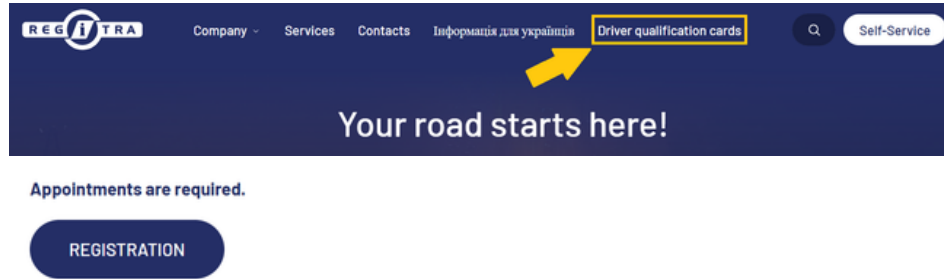 REGITRA Company Services Contacts Інформація для українців Driver qualification cards Self-Service
Your road starts here!
Appointments are required.
REGISTRATION